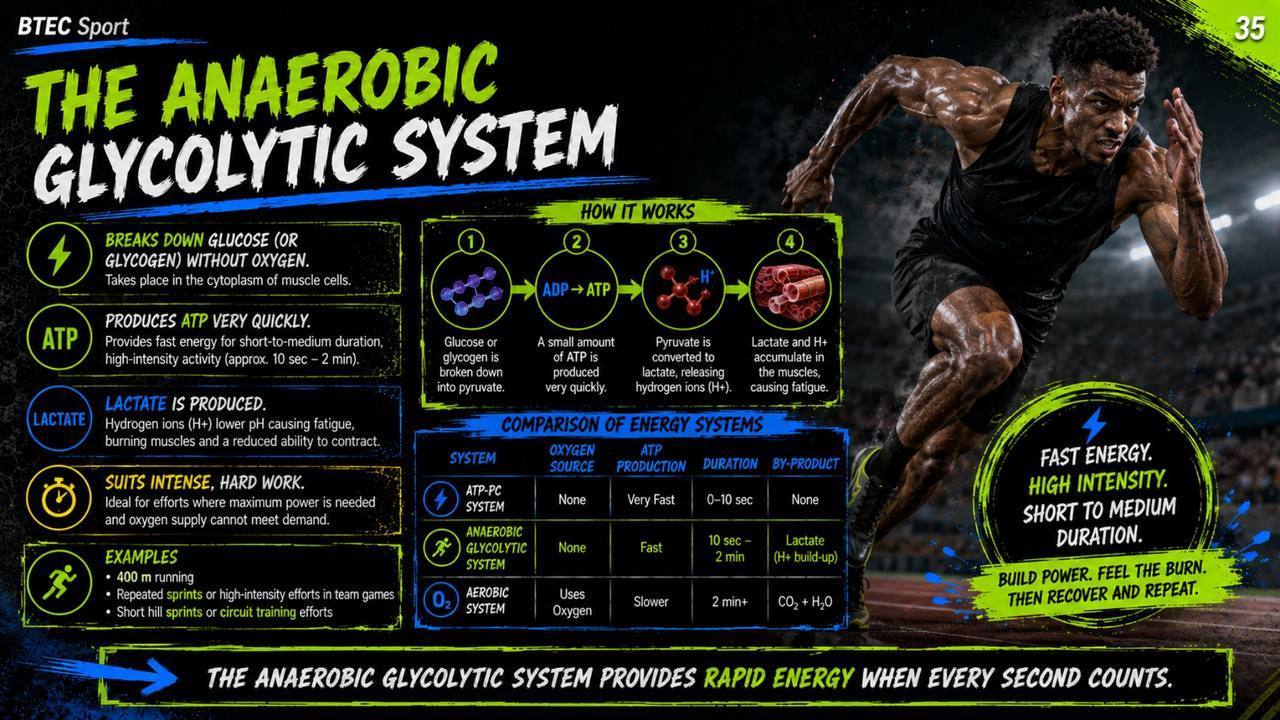 BTEC Sport
35
THE ANAEROBIC
GLYCOLYTIC SYSTEM
BREAKS DOWN GLUCOSE (OR
GLYCOGEN) WITHOUT OXYGEN.
Takes place in the cytoplasm of muscle cells.
ATP
PRODUCES ATP VERY QUICKLY.
Provides fast energy for short-to-medium duration,
high-intensity activity (approx. 10 sec – 2 min).
LACTATE
LACTATE IS PRODUCED.
Hydrogen ions (H+) lower pH causing fatigue,
burning muscles and a reduced ability to contract.
SUITS INTENSE, HARD WORK.
Ideal for efforts where maximum power is needed
and oxygen supply cannot meet demand.
EXAMPLES
• 400 m running
• Repeated sprints or high-intensity efforts in team games
• Short hill sprints or circuit training efforts
HOW IT WORKS
1
Glucose or
glycogen is
broken down
into pyruvate.
2
ADP → ATP
A small amount
of ATP is
produced
very quickly.
3
H⁺
Pyruvate is
converted to
lactate, releasing
hydrogen ions (H+).
4
Lactate and H+
accumulate in
the muscles,
causing fatigue.
COMPARISON OF ENERGY SYSTEMS
SYSTEM OXYGEN SOURCE ATP PRODUCTION DURATION BY-PRODUCT
ATP-PC SYSTEM None Very Fast 0–10 sec None
ANAEROBIC GLYCOLYTIC SYSTEM None Fast 10 sec – 2 min Lactate (H+ build-up)
O₂ AEROBIC SYSTEM Uses Oxygen Slower 2 min+ CO₂ + H₂O
FAST ENERGY.
HIGH INTENSITY.
SHORT TO MEDIUM
DURATION.
BUILD POWER. FEEL THE BURN.
THEN RECOVER AND REPEAT.
THE ANAEROBIC GLYCOLYTIC SYSTEM PROVIDES RAPID ENERGY WHEN EVERY SECOND COUNTS.